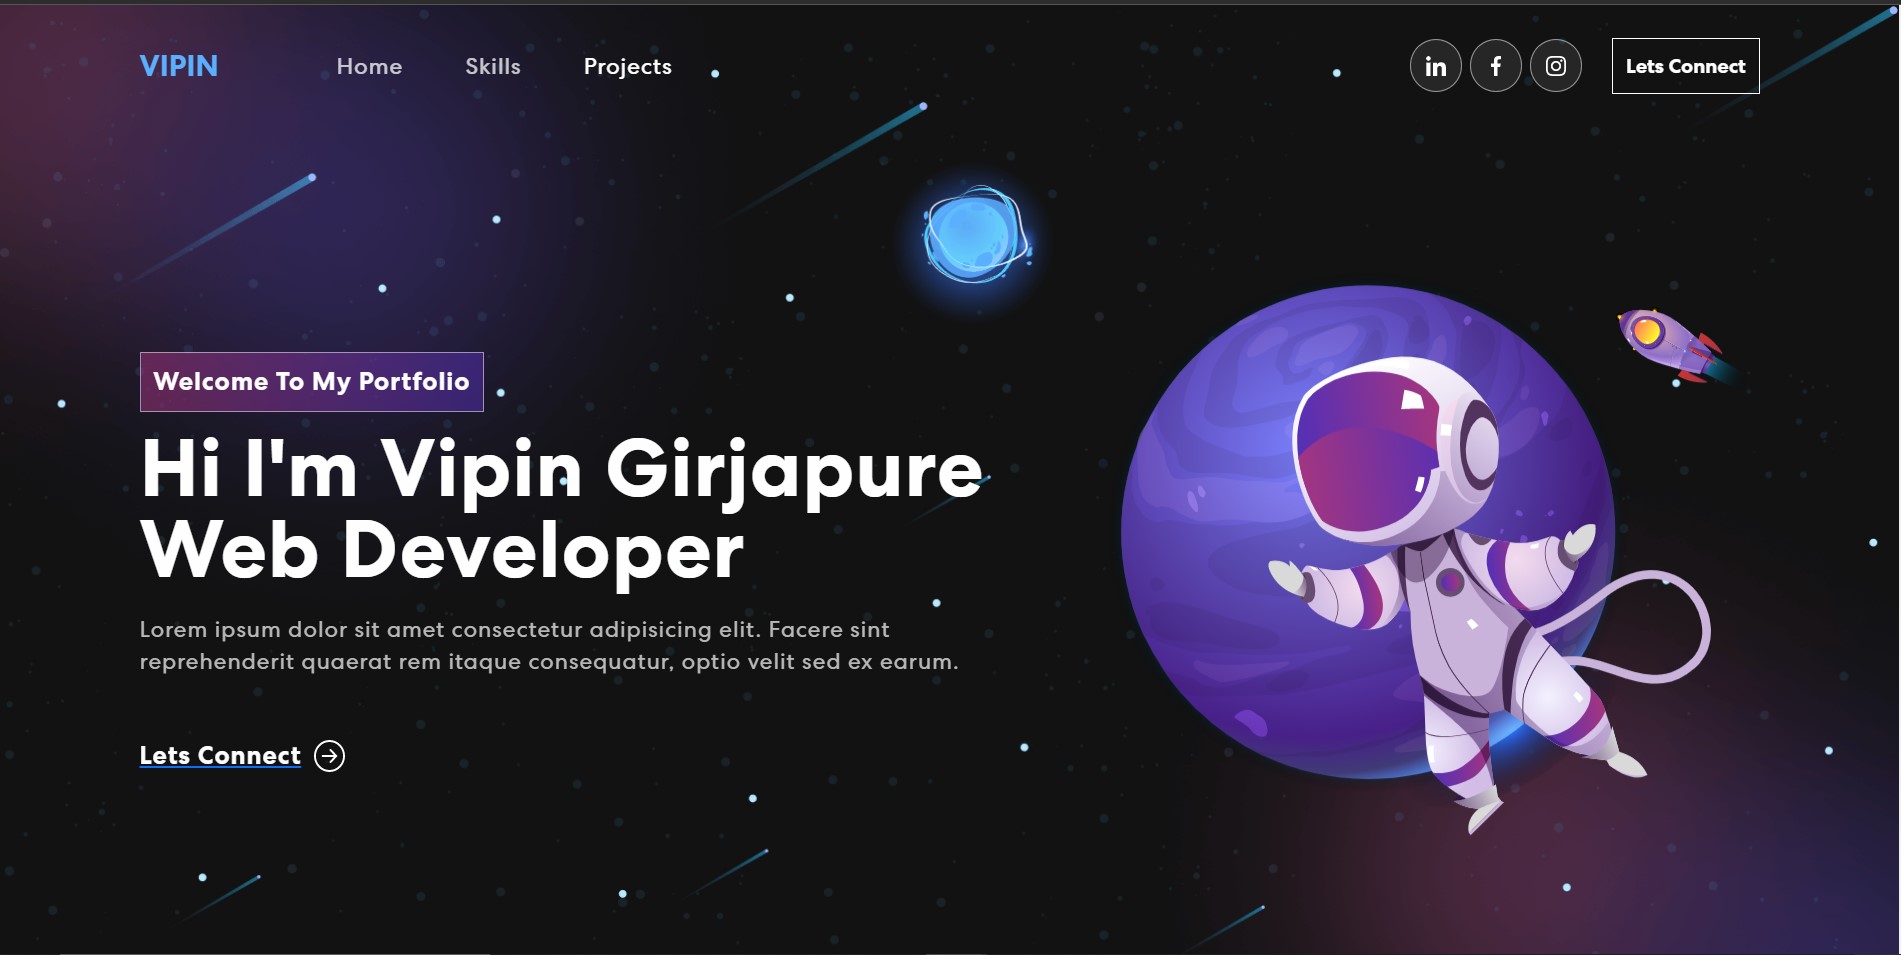 VIPIN
Home
Skills
Projects
in
f
Lets Connect
Welcome To My Portfolio
Hi I'm Vipin Girjapure
Web Developer
Lorem ipsum dolor sit amet consectetur adipisicing elit. Facere sint
reprehenderit quaerat rem itaque consequatur, optio velit sed ex earum.
Lets Connect